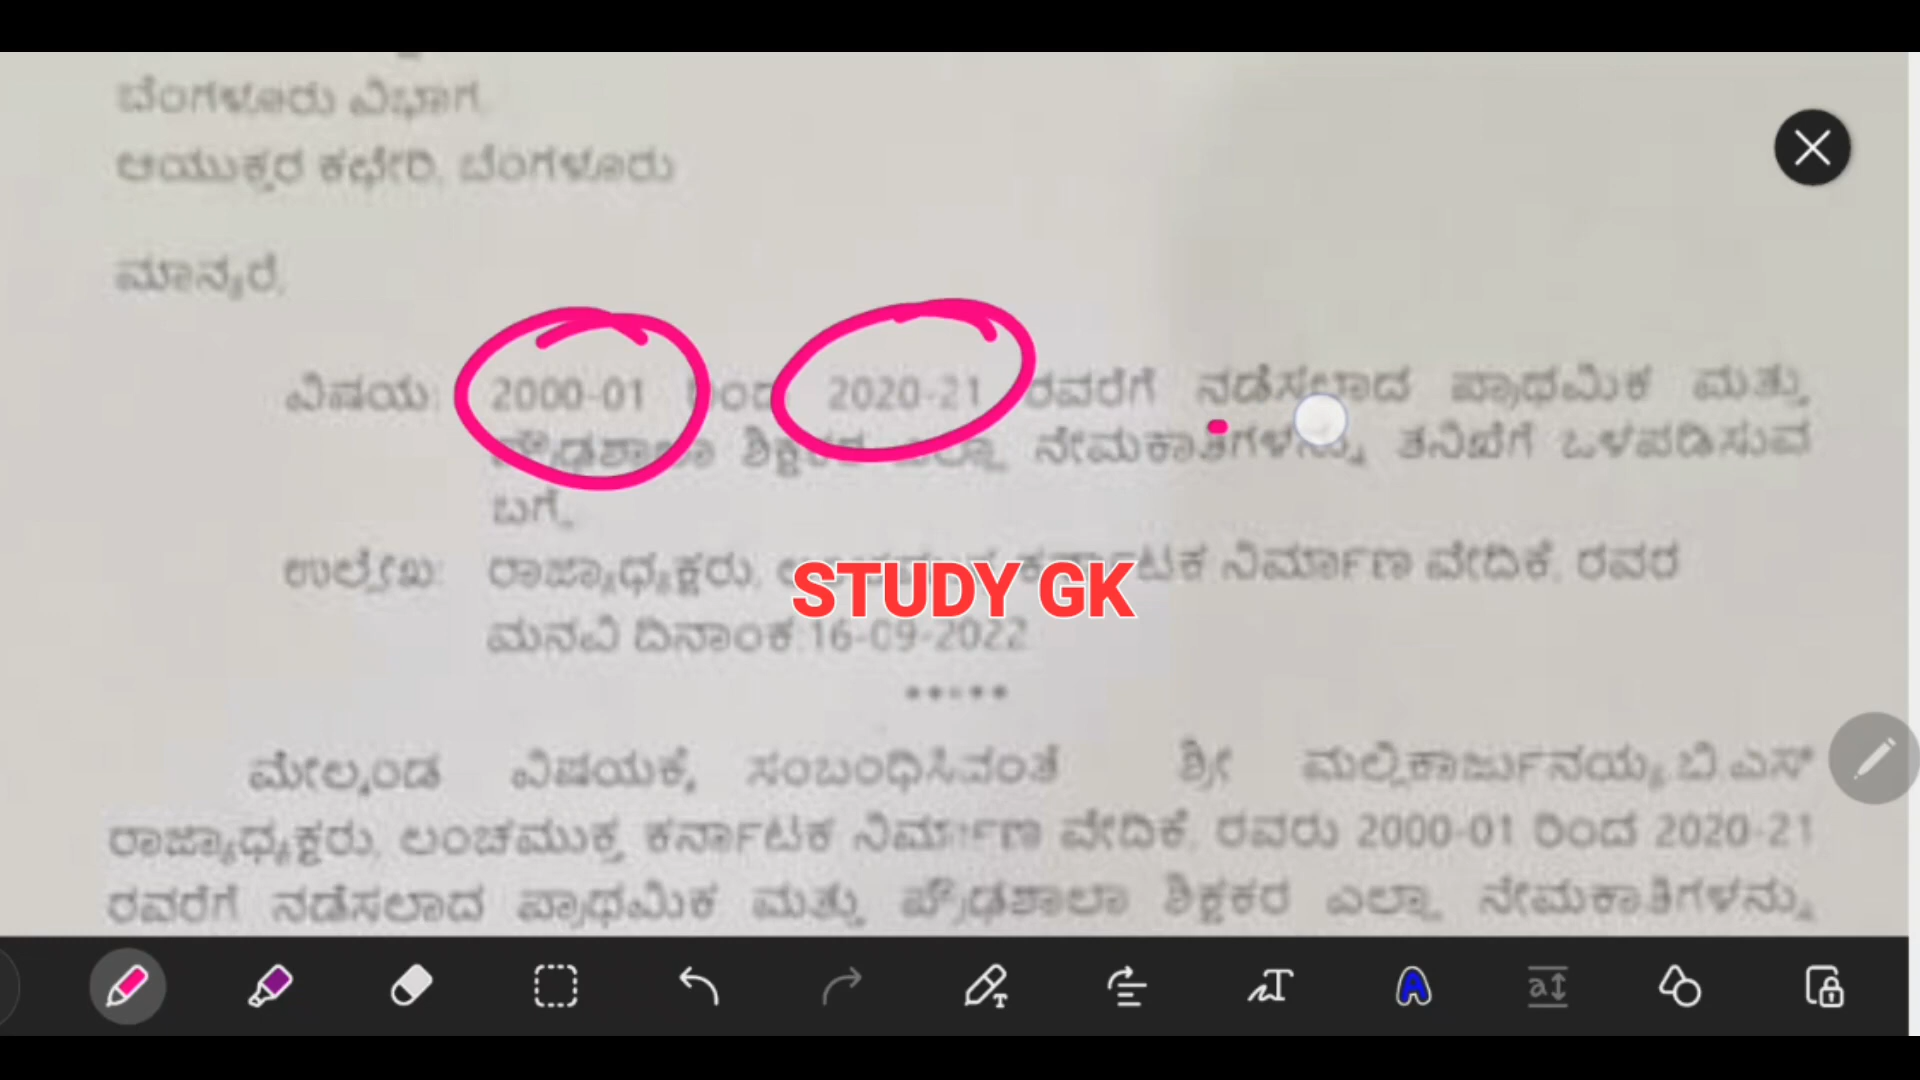 ಬೆಂಗಳೂರು ವಿಭಾಗ,
ಆಯುಕ್ತರ ಕಛೇರಿ, ಬೆಂಗಳೂರು
ಮಾನ್ಯರೆ,
ವಿಷಯ: 2000-01 ರಿಂದ 2020-21 ರವರೆಗೆ ನಡೆಸಲಾದ ಪ್ರಾಥಮಿಕ ಮತ್ತು
ಪ್ರೌಢಶಾಲಾ ಶಿಕ್ಷಕರ ಎಲ್ಲಾ ನೇಮಕಾತಿಗಳನ್ನು ತನಿಖೆಗೆ ಒಳಪಡಿಸುವ
ಬಗ್ಗೆ.
ಉಲ್ಲೇಖ: ರಾಜ್ಯಾಧ್ಯಕ್ಷರು, ಕರ್ನಾಟಕ ನಿರ್ಮಾಣ ವೇದಿಕೆ, ರವರ
STUDY GK
ಮನವಿ ದಿನಾಂಕ:16-09-2022
*****
ಮೇಲ್ಕಂಡ ವಿಷಯಕ್ಕೆ ಸಂಬಂಧಿಸಿವಂತೆ ಶ್ರೀ ಮಲ್ಲಿಕಾರ್ಜುನಯ್ಯ.ಬಿ.ಎಸ್
ರಾಜ್ಯಾಧ್ಯಕ್ಷರು, ಲಂಚಮುಕ್ತ ಕರ್ನಾಟಕ ನಿರ್ಮಾಣ ವೇದಿಕೆ, ರವರು 2000-01 ರಿಂದ 2020-21
ರವರೆಗೆ ನಡೆಸಲಾದ ಪ್ರಾಥಮಿಕ ಮತ್ತು ಪ್ರೌಢಶಾಲಾ ಶಿಕ್ಷಕರ ಎಲ್ಲಾ ನೇಮಕಾತಿಗಳನ್ನು